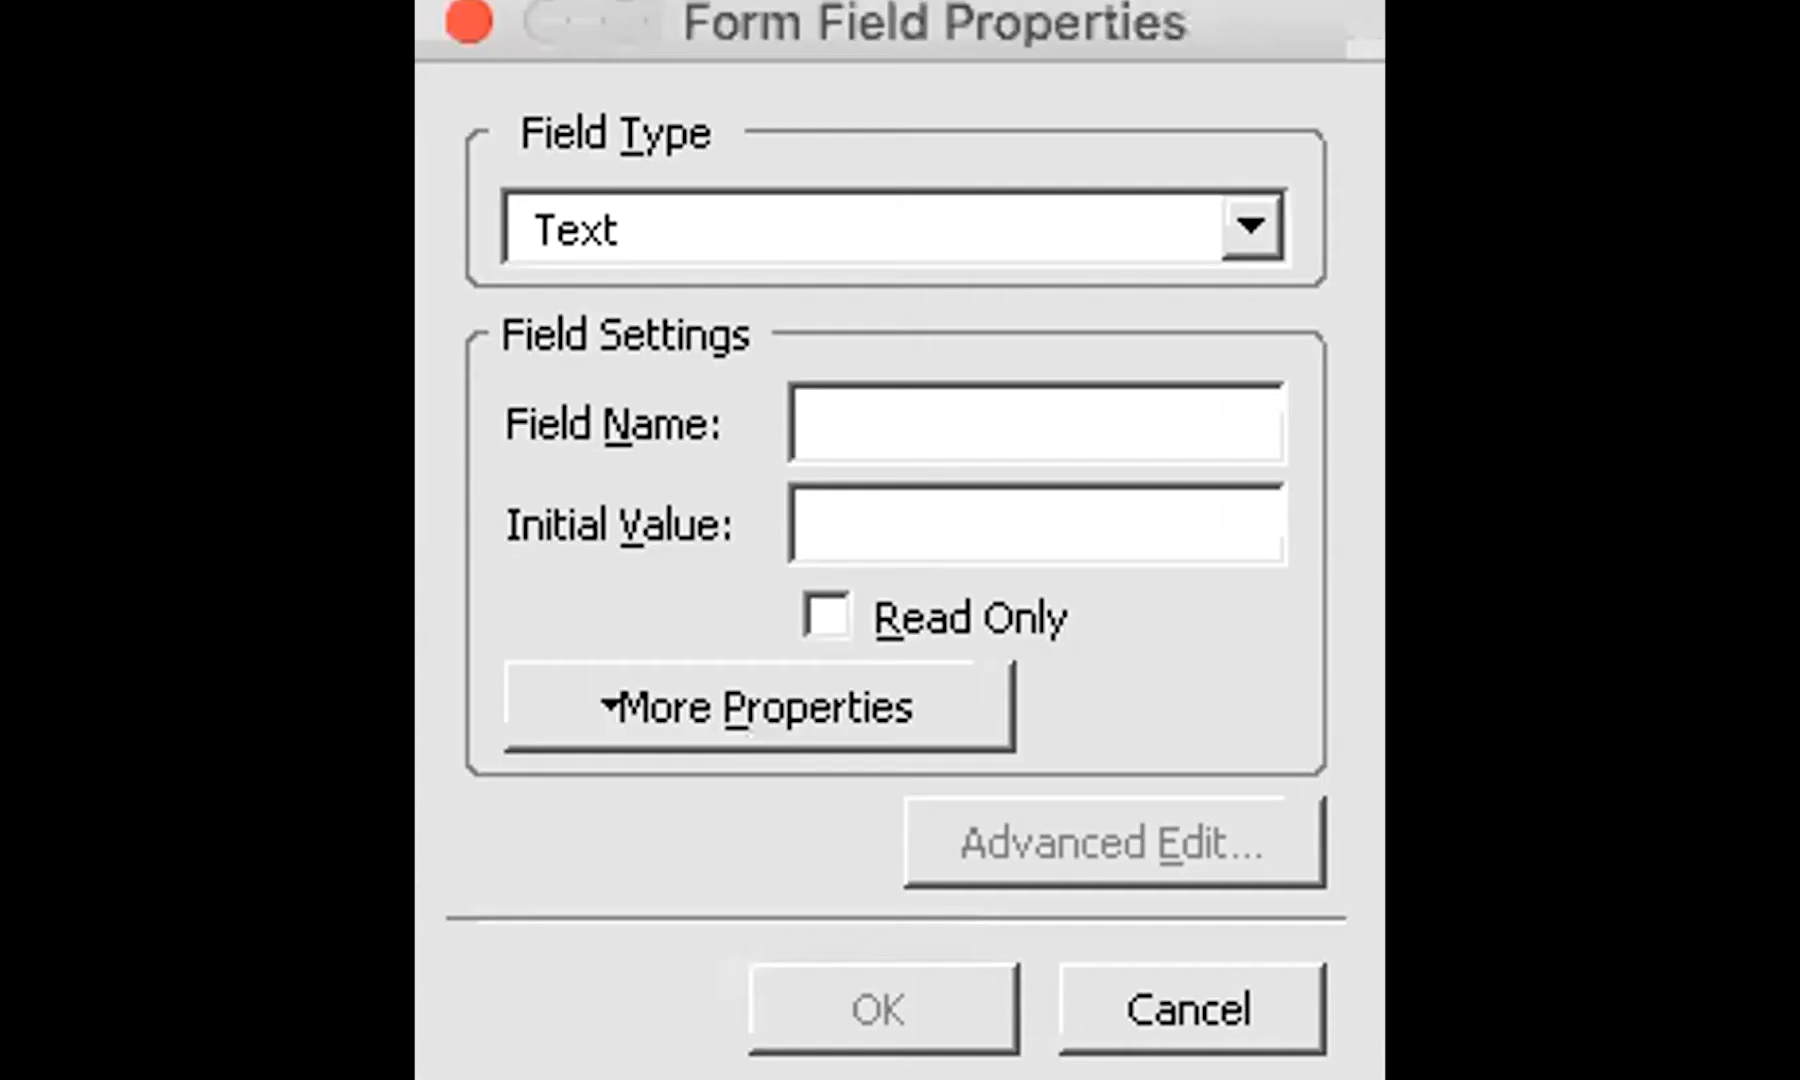 Form Field Properties
Field Type
Text
Field Settings
Field Name:
Initial Value:
Read Only
More Properties
Advanced Edit...
OK
Cancel